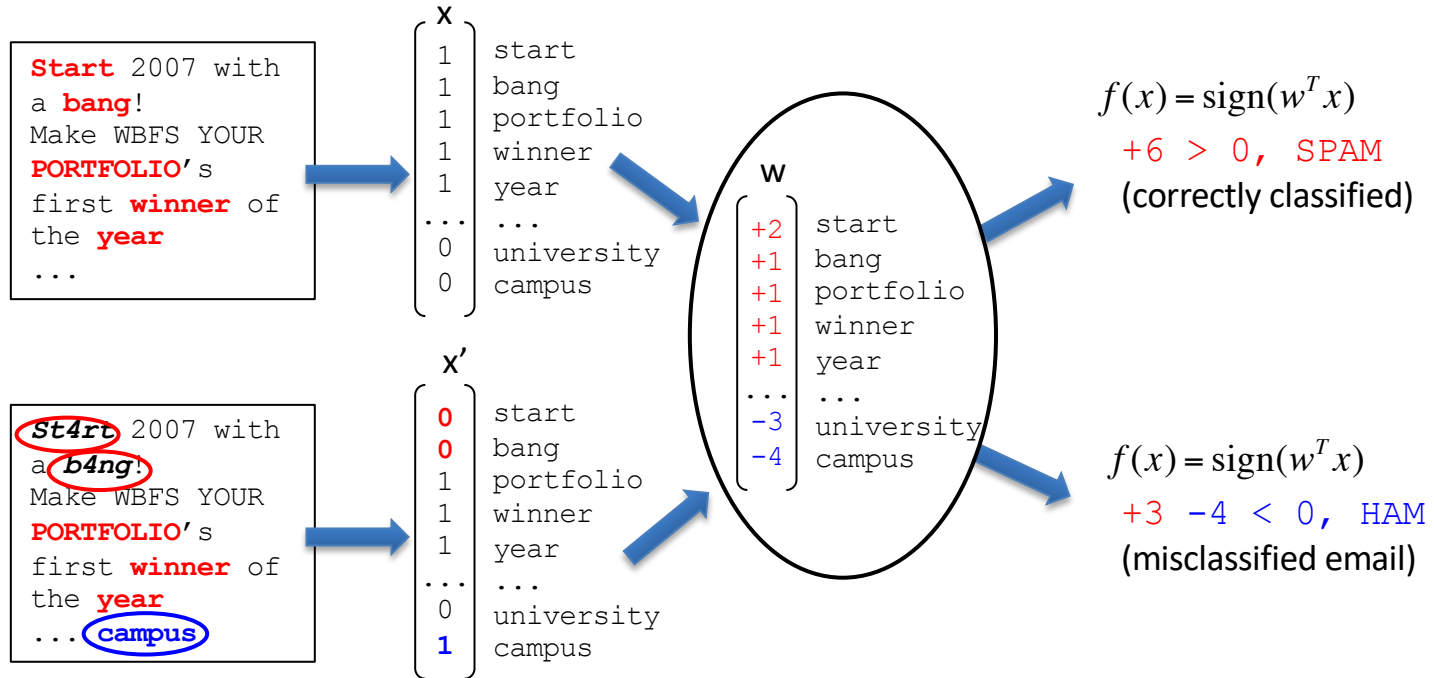 Start 2007 with
a bang!
Make WBFS YOUR
PORTFOLIO's
first winner of
the year
...
x
1 start
1 bang
1 portfolio
1 winner
1 year
... ...
0 university
0 campus
St4rt 2007 with
a b4ng!
Make WBFS YOUR
PORTFOLIO's
first winner of
the year
... campus
x'
0 start
0 bang
1 portfolio
1 winner
1 year
... ...
0 university
1 campus
w
+2 start
+1 bang
+1 portfolio
+1 winner
+1 year
... ...
-3 university
-4 campus
f(x) = sign(wᵀx)
+6 > 0, SPAM
(correctly classified)
f(x) = sign(wᵀx)
+3 -4 < 0, HAM
(misclassified email)